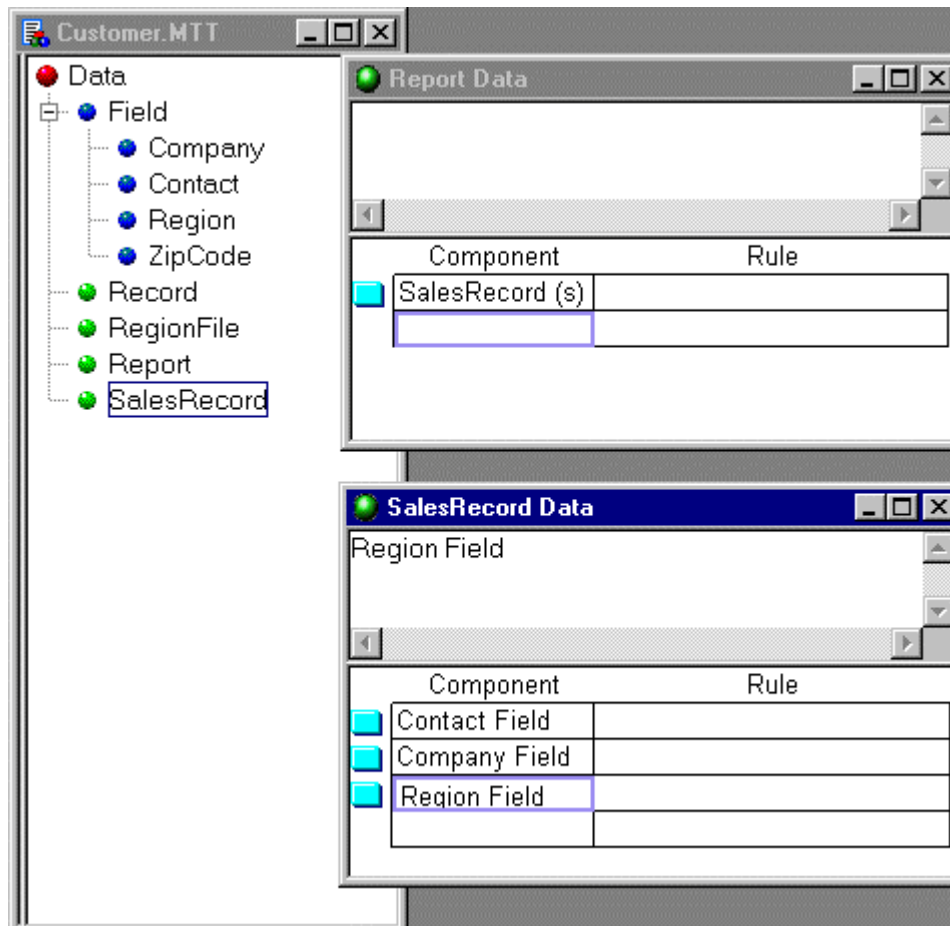 Customer.MTT
Data
Field
Company
Contact
Region
ZipCode
Record
RegionFile
Report
SalesRecord
Report Data
Component Rule
SalesRecord (s)
SalesRecord Data
Region Field
Component Rule
Contact Field
Company Field
Region Field